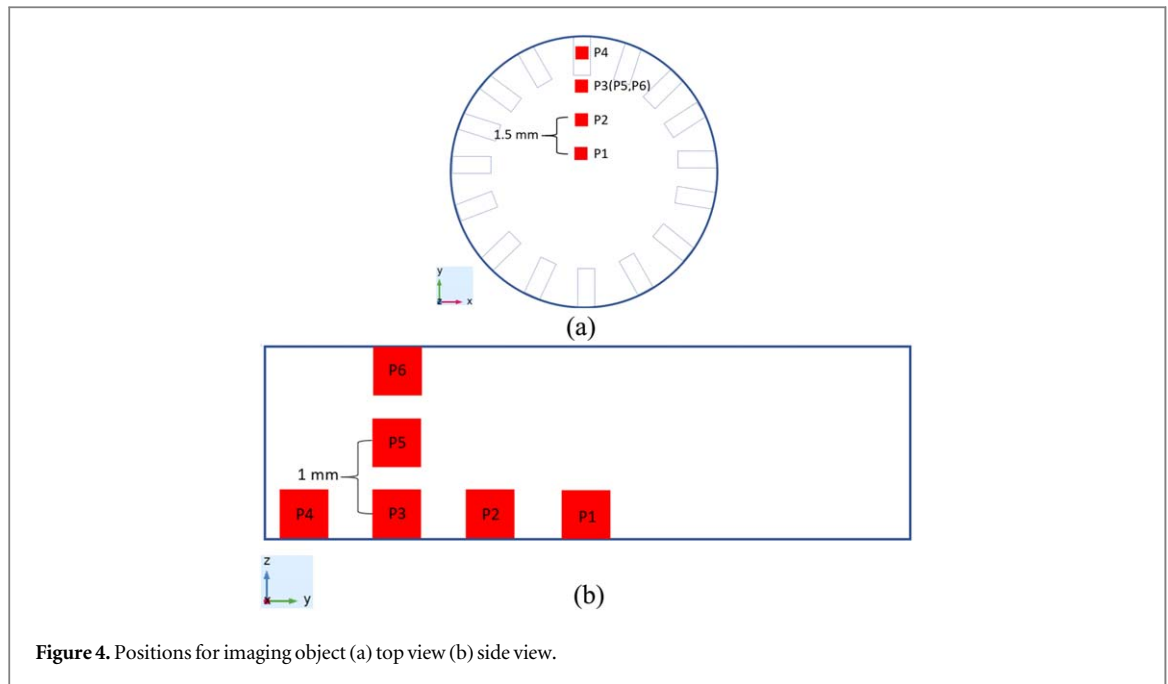 P4
P3(P5,P6)
P2
1.5 mm
P1
y
z x
(a)
P6
P5
1 mm
P4 P3 P2 P1
z
x y
(b)
Figure 4. Positions for imaging object (a) top view (b) side view.